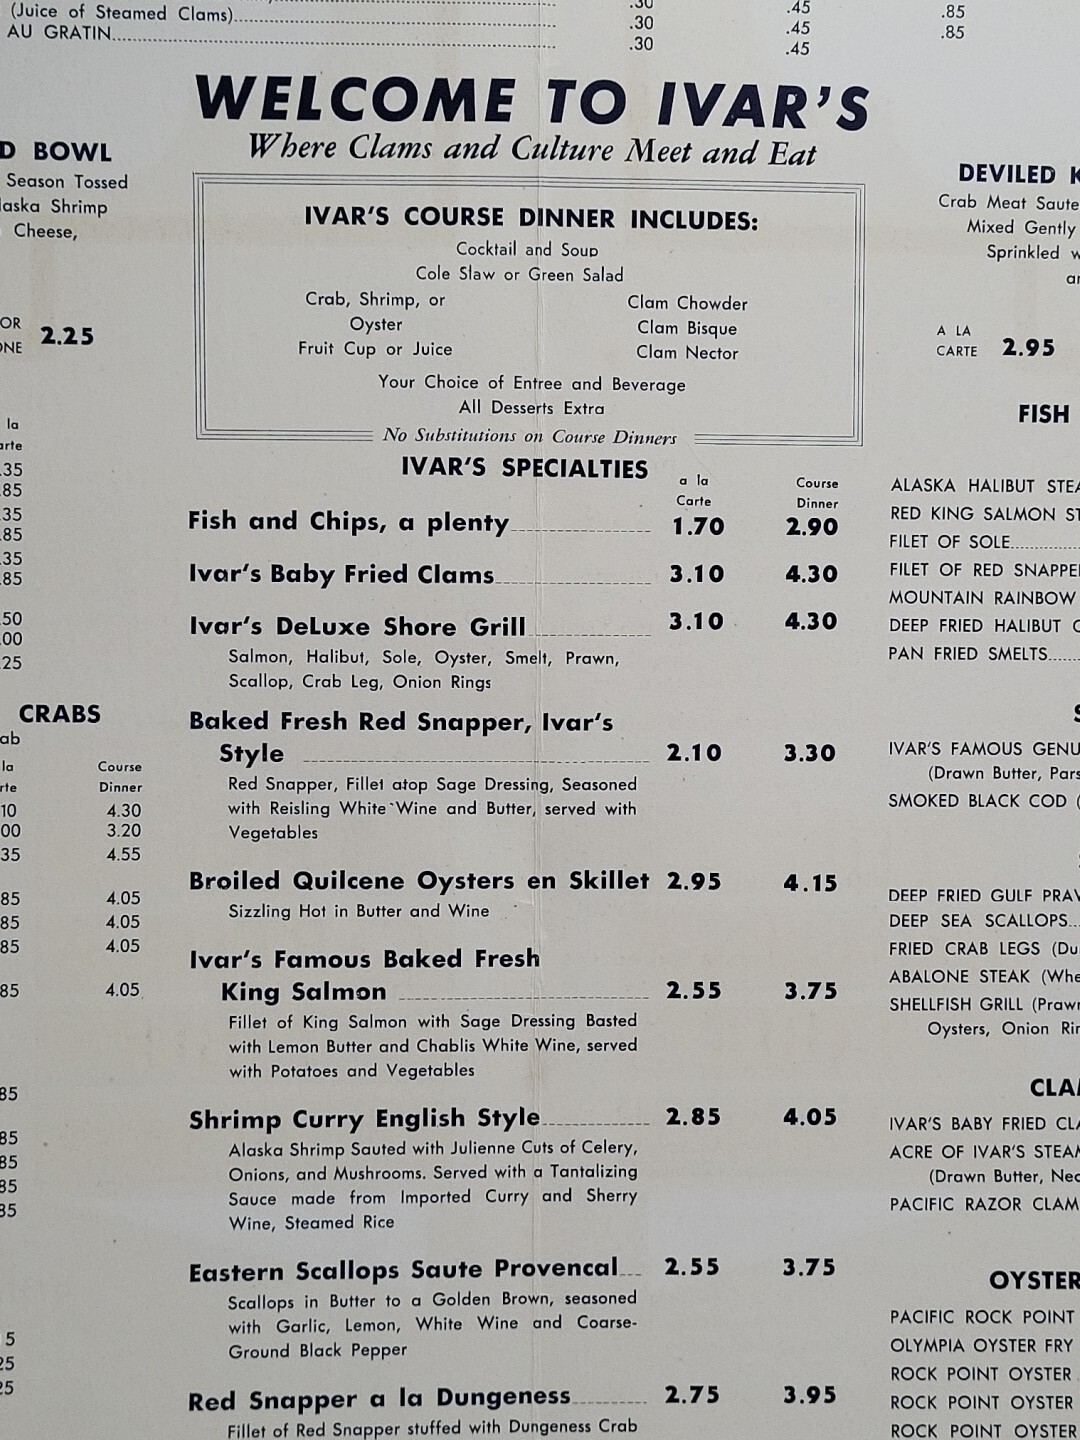 (Juice of Steamed Clams) .30 .45 .85
AU GRATIN .30 .45 .85
WELCOME TO IVAR'S
Where Clams and Culture Meet and Eat
IVAR'S COURSE DINNER INCLUDES:
Cocktail and Soup
Cole Slaw or Green Salad
Crab, Shrimp, or
Oyster
Fruit Cup or Juice
Clam Chowder
Clam Bisque
Clam Nector
Your Choice of Entree and Beverage
All Desserts Extra
No Substitutions on Course Dinners
BOWL
Season Tossed
Shrimp
Cheese,
OR
2.25
la
.35
.85
.35
.85
.35
.85
.50
.00
.25
CRABS
la Course
Dinner
10 4.30
00 3.20
35 4.55
85 4.05
85 4.05
85 4.05
85 4.05
85
85
85
85
85
5
25
25
IVAR'S SPECIALTIES
a la Course
Carte Dinner
Fish and Chips, a plenty 1.70 2.90
Ivar's Baby Fried Clams 3.10 4.30
Ivar's DeLuxe Shore Grill 3.10 4.30
Salmon, Halibut, Sole, Oyster, Smelt, Prawn,
Scallop, Crab Leg, Onion Rings
Baked Fresh Red Snapper, Ivar's
Style 2.10 3.30
Red Snapper, Fillet atop Sage Dressing, Seasoned
with Reisling White Wine and Butter, served with
Vegetables
Broiled Quilcene Oysters en Skillet 2.95 4.15
Sizzling Hot in Butter and Wine
Ivar's Famous Baked Fresh
King Salmon 2.55 3.75
Fillet of King Salmon with Sage Dressing Basted
with Lemon Butter and Chablis White Wine, served
with Potatoes and Vegetables
Shrimp Curry English Style 2.85 4.05
Alaska Shrimp Sauted with Julienne Cuts of Celery,
Onions, and Mushrooms. Served with a Tantalizing
Sauce made from Imported Curry and Sherry
Wine, Steamed Rice
Eastern Scallops Saute Provencal 2.55 3.75
Scallops in Butter to a Golden Brown, seasoned
with Garlic, Lemon, White Wine and Coarse-
Ground Black Pepper
Red Snapper a la Dungeness 2.75 3.95
Fillet of Red Snapper stuffed with Dungeness Crab
DEVILED
Crab Meat Saute
Mixed Gently
Sprinkled
A LA
CARTE 2.95
FISH
ALASKA HALIBUT
RED KING SALMON
FILET OF SOLE
FILET OF RED
MOUNTAIN RAINBOW
DEEP FRIED HALIBUT
PAN FRIED SMELTS
IVAR'S FAMOUS
(Drawn Butter,
SMOKED BLACK COD
DEEP FRIED GULF
DEEP SEA SCALLOPS
FRIED CRAB LEGS
ABALONE STEAK
SHELLFISH GRILL
Oysters, Onion
IVAR'S BABY FRIED
ACRE OF IVAR'S
(Drawn Butter,
PACIFIC RAZOR CLAM
OYSTER
PACIFIC ROCK POINT
OLYMPIA OYSTER FRY
ROCK POINT OYSTER
ROCK POINT OYSTER
ROCK POINT OYSTER